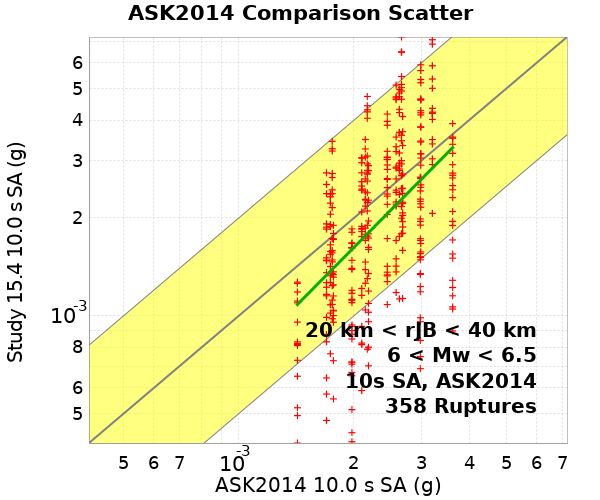 ASK2014 Comparison Scatter
Study 15.4 10.0 s SA (g)
6
5
4
3
2
10-3
8
6
5
20 km < rJB < 40 km
6 < Mw < 6.5
10s SA, ASK2014
358 Ruptures
5 6 7 10-3 2 3 4 5 6 7
ASK2014 10.0 s SA (g)